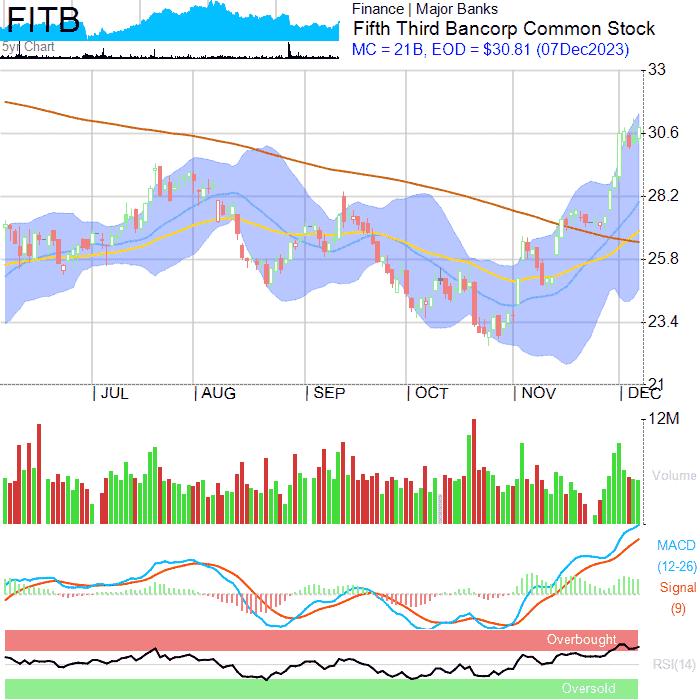 FITB
5yr Chart
Finance | Major Banks
Fifth Third Bancorp Common Stock
MC = 21B, EOD = $30.81 (07Dec2023)
33
30.6
28.2
25.8
23.4
21
JUL AUG SEP OCT NOV DEC
12M
Volume
MACD
(12-26)
Signal
(9)
Overbought
RSI(14)
Oversold